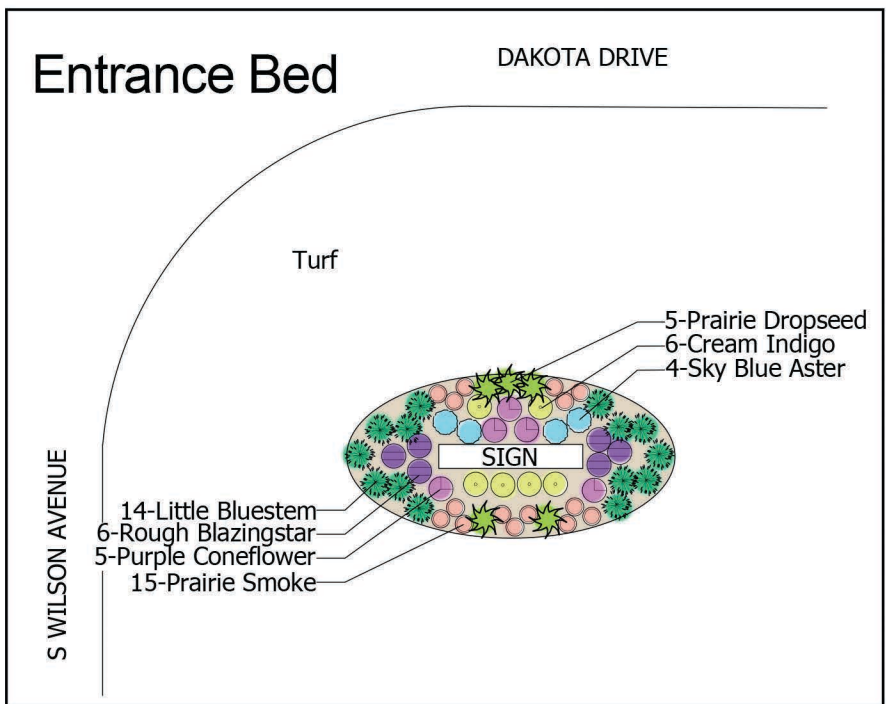 Entrance Bed
DAKOTA DRIVE
Turf
5-Prairie Dropseed
6-Cream Indigo
4-Sky Blue Aster
SIGN
14-Little Bluestem
6-Rough Blazingstar
5-Purple Coneflower
15-Prairie Smoke
S WILSON AVENUE